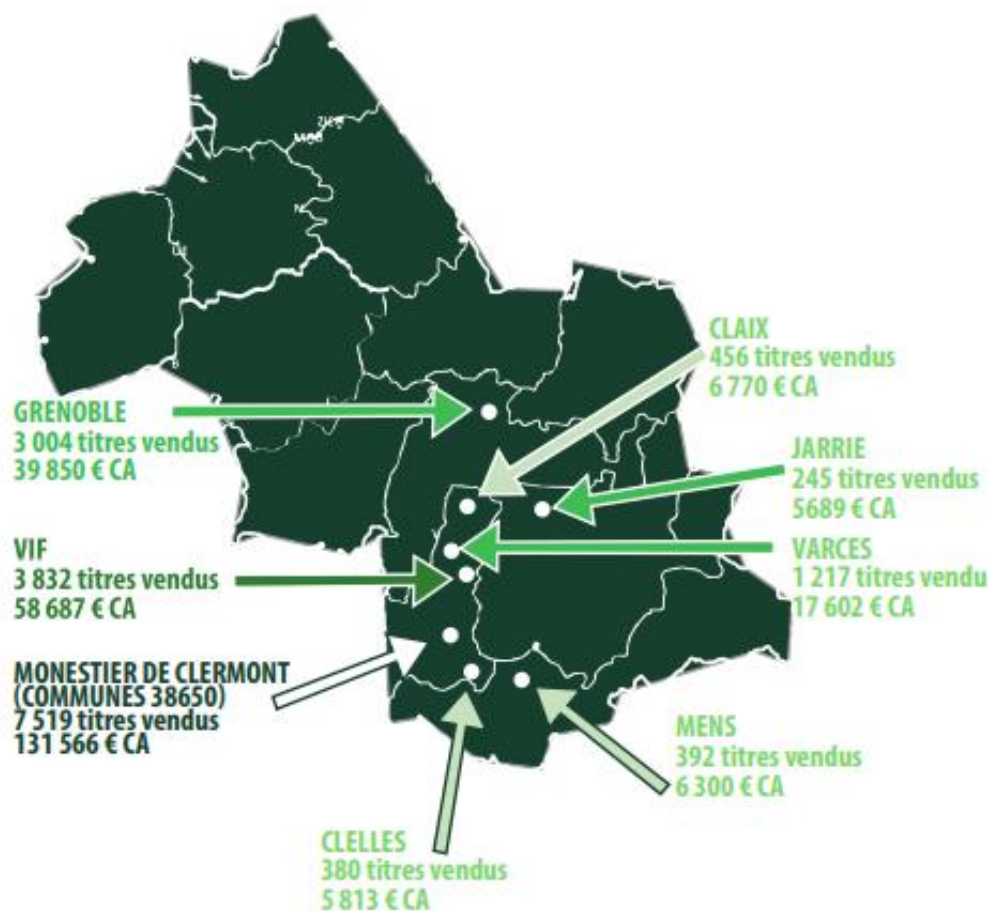 CLAIX
456 titres vendus
6 770 € CA
GRENOBLE
3 004 titres vendus
39 850 € CA
JARRIE
245 titres vendus
5689 € CA
VIF
3 832 titres vendus
58 687 € CA
VARCES
1 217 titres vendu
17 602 € CA
MONESTIER DE CLERMONT
(COMMUNES 38650)
7 519 titres vendus
131 566 € CA
MENS
392 titres vendus
6 300 € CA
CLELLES
380 titres vendus
5 813 € CA